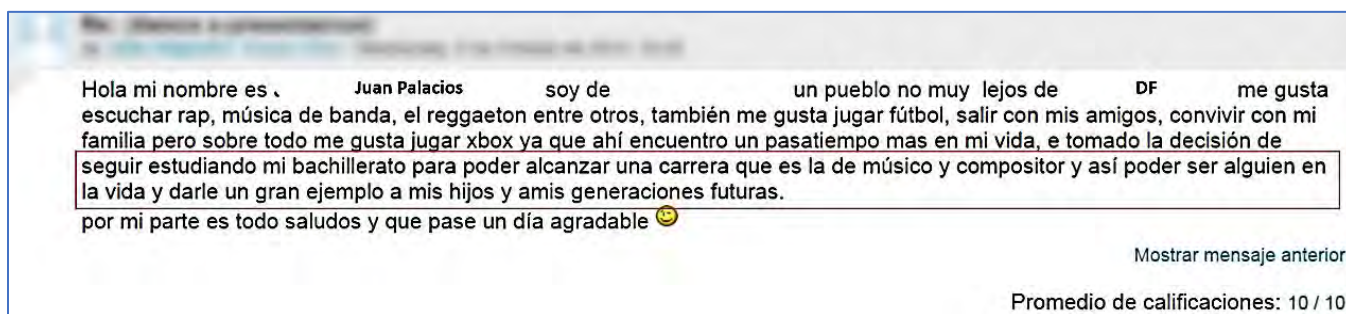 Hola mi nombre es . Juan Palacios soy de un pueblo no muy lejos de DF me gusta
escuchar rap, música de banda, el reggaeton entre otros, también me gusta jugar fútbol, salir con mis amigos, convivir con mi
familia pero sobre todo me gusta jugar xbox ya que ahí encuentro un pasatiempo mas en mi vida, e tomado la decisión de
seguir estudiando mi bachillerato para poder alcanzar una carrera que es la de músico y compositor y así poder ser alguien en
la vida y darle un gran ejemplo a mis hijos y amis generaciones futuras.
por mi parte es todo saludos y que pase un día agradable
Mostrar mensaje anterior
Promedio de calificaciones: 10 / 10